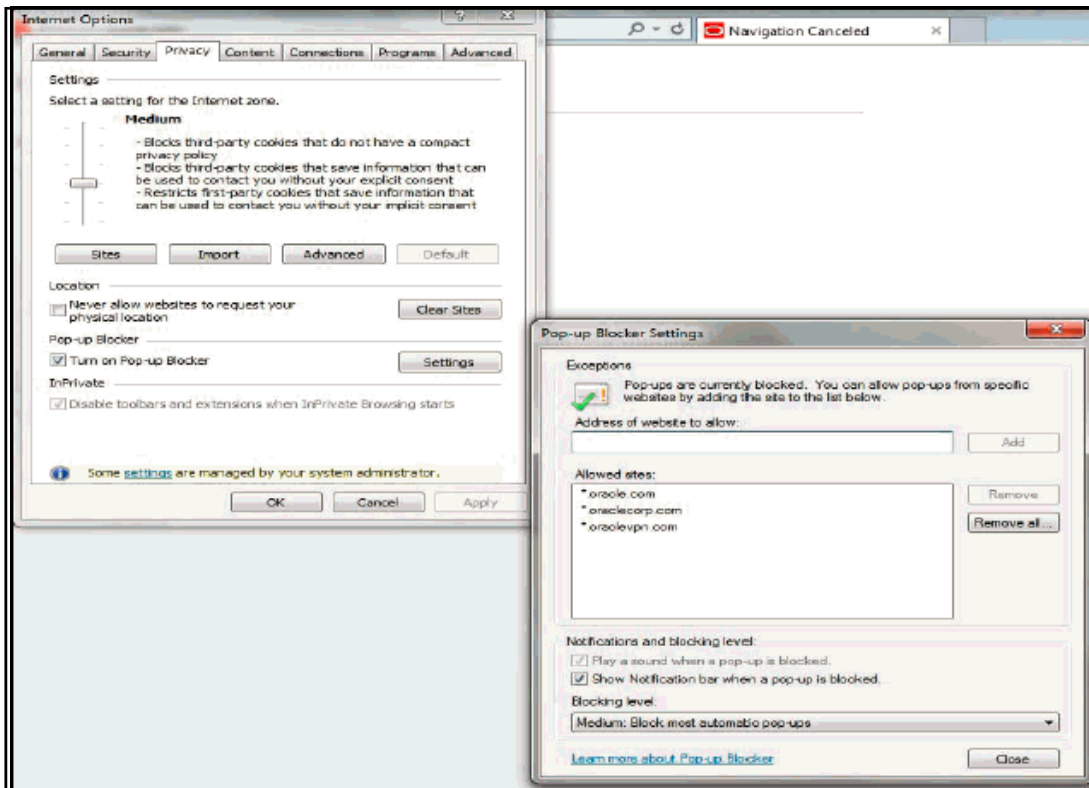 Internet Options
Navigation Canceled
General Security Privacy Content Connections Programs Advanced
Settings
Select a setting for the Internet zone.
Medium
- Blocks third-party cookies that do not have a compact
privacy policy
- Blocks third-party cookies that save information that can
be used to contact you without your explicit consent
- Restricts first-party cookies that save information that
can be used to contact you without your implicit consent
Sites Import Advanced Default
Location
Never allow websites to request your
physical location
Clear Sites
Pop-up Blocker
Turn on Pop-up Blocker
Settings
InPrivate
Disable toolbars and extensions when InPrivate Browsing starts
Some settings are managed by your system administrator.
OK Cancel Apply
Pop-up Blocker Settings
Exceptions
Pop-ups are currently blocked. You can allow pop-ups from specific
websites by adding the site to the list below.
Address of website to allow:
Add
Allowed sites:
*.oracle.com
*.oraclecorp.com
*.oraclevpn.com
Remove
Remove all...
Notifications and blocking level:
Play a sound when a pop-up is blocked.
Show Notification bar when a pop-up is blocked.
Blocking level:
Medium: Block most automatic pop-ups
Learn more about Pop-up Blocker
Close